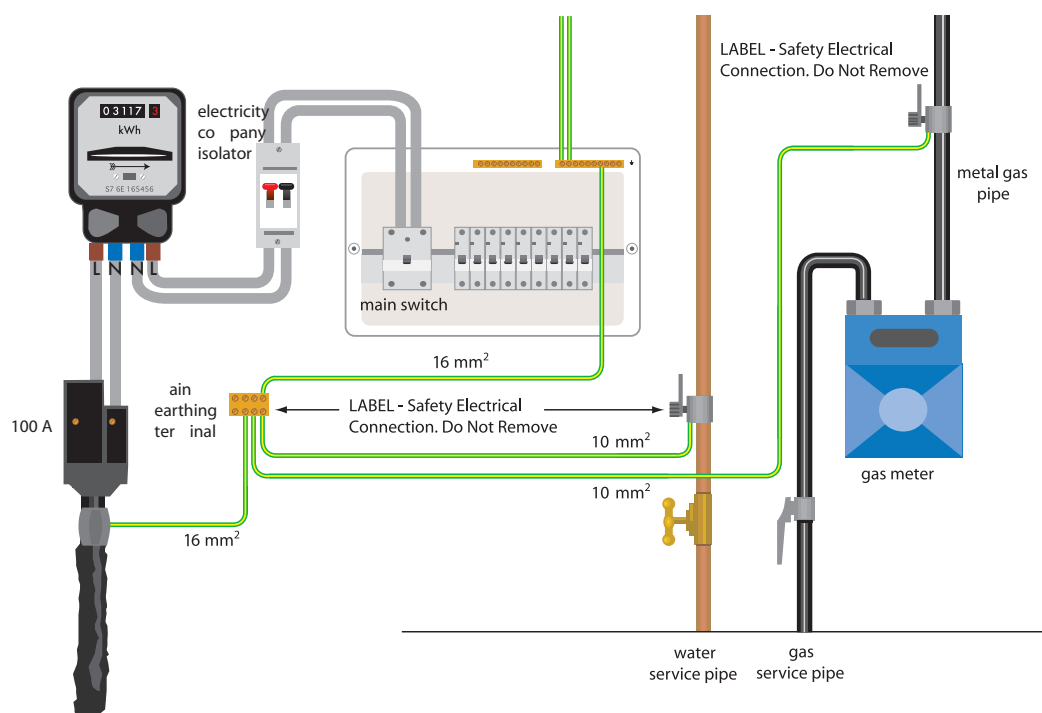 LABEL - Safety Electrical
Connection. Do Not Remove
03117 3
kWh
S7 6E 165456
electricity
co pany
isolator
metal gas
pipe
L N N L
main switch
16 mm²
ain
earthing
ter inal
LABEL - Safety Electrical
Connection. Do Not Remove
100 A
10 mm²
gas meter
10 mm²
16 mm²
water
service pipe
gas
service pipe